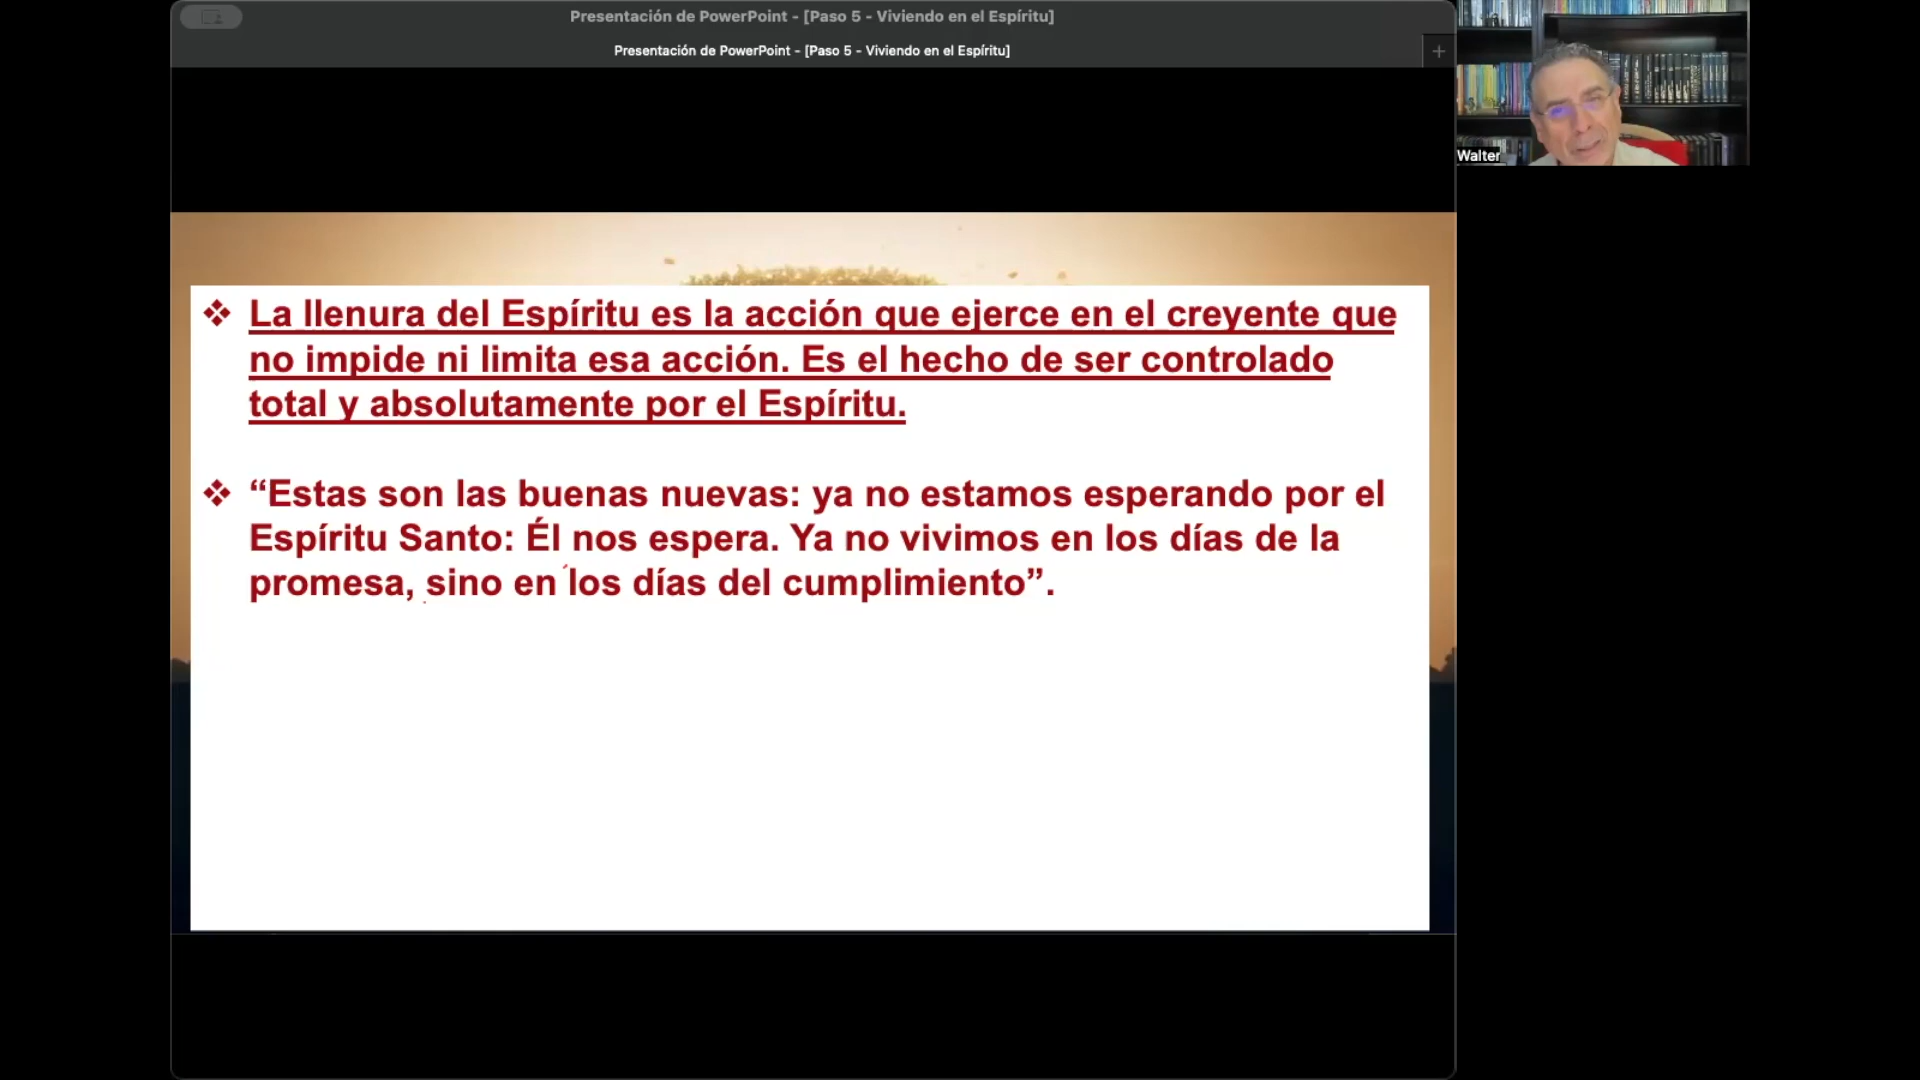 Presentación de PowerPoint - [Paso 5 - Viviendo en el Espíritu]
Presentación de PowerPoint - [Paso 5 - Viviendo en el Espíritu]
Walter
❖ La llenura del Espíritu es la acción que ejerce en el creyente que
no impide ni limita esa acción. Es el hecho de ser controlado
total y absolutamente por el Espíritu.
❖ “Estas son las buenas nuevas: ya no estamos esperando por el
Espíritu Santo: Él nos espera. Ya no vivimos en los días de la
promesa, sino en los días del cumplimiento”.